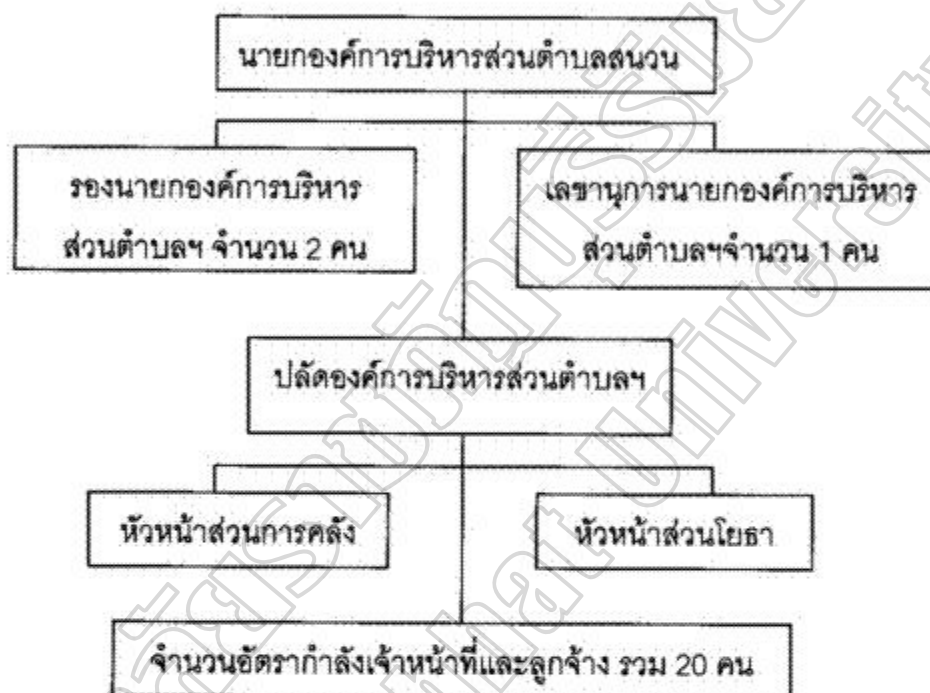 นายกองค์การบริหารส่วนตำบลสนวน
รองนายกองค์การบริหาร
ส่วนตำบลฯ จำนวน 2 คน
เลขานุการนายกองค์การบริหาร
ส่วนตำบลฯจำนวน 1 คน
ปลัดองค์การบริหารส่วนตำบลฯ
หัวหน้าส่วนการคลัง
หัวหน้าส่วนโยธา
จำนวนอัตรากำลังเจ้าหน้าที่และลูกจ้าง รวม 20 คน